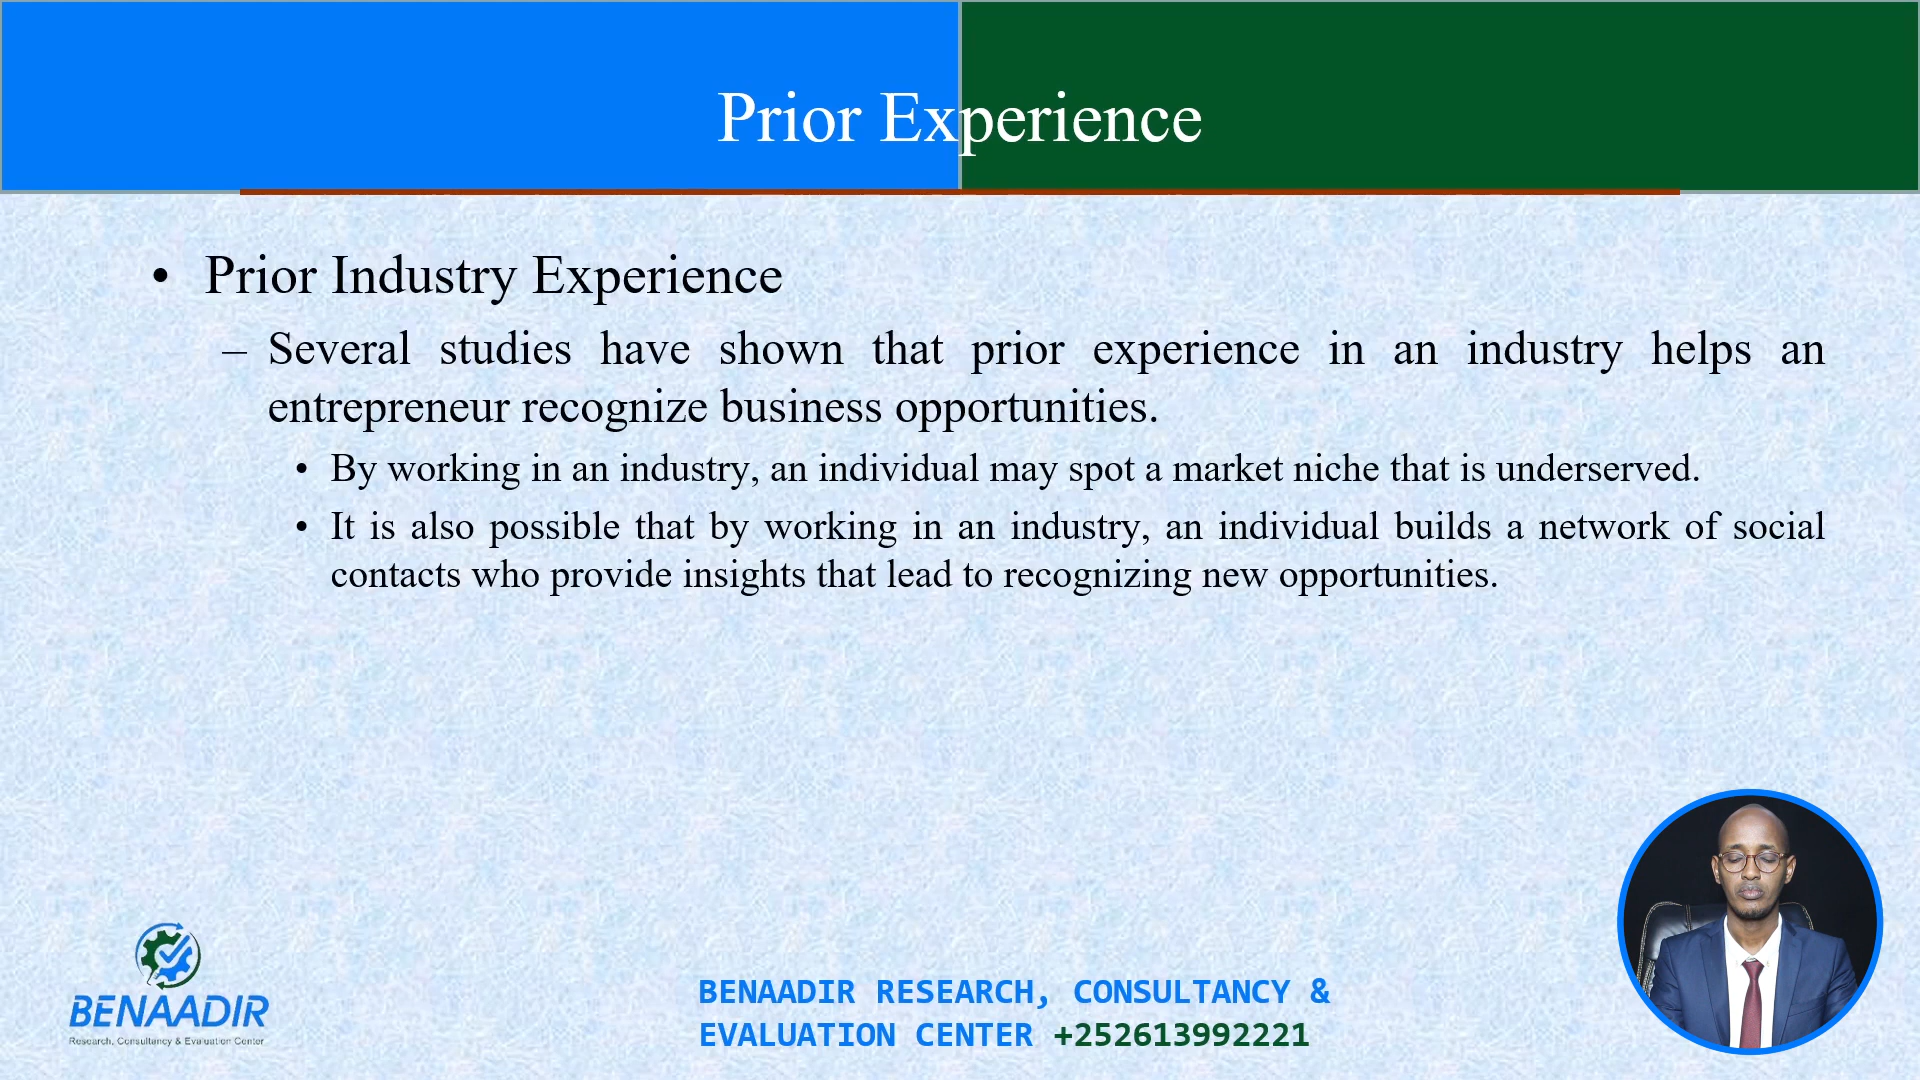 Prior Experience
• Prior Industry Experience
– Several studies have shown that prior experience in an industry helps an
entrepreneur recognize business opportunities.
• By working in an industry, an individual may spot a market niche that is underserved.
• It is also possible that by working in an industry, an individual builds a network of social
contacts who provide insights that lead to recognizing new opportunities.
BENAADIR
Research, Consultancy & Evaluation Center
BENAADIR RESEARCH, CONSULTANCY &
EVALUATION CENTER +252613992221